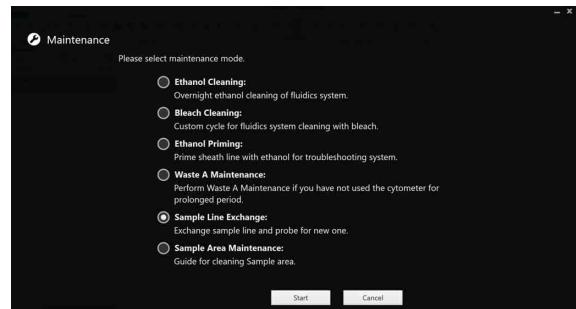 Maintenance
Please select maintenance mode.
Ethanol Cleaning:
Overnight ethanol cleaning of fluidics system.
Bleach Cleaning:
Custom cycle for fluidics system cleaning with bleach.
Ethanol Priming:
Prime sheath line with ethanol for troubleshooting system.
Waste A Maintenance:
Perform Waste A Maintenance if you have not used the cytometer for
prolonged period.
Sample Line Exchange:
Exchange sample line and probe for new one.
Sample Area Maintenance:
Guide for cleaning Sample area.
Start Cancel